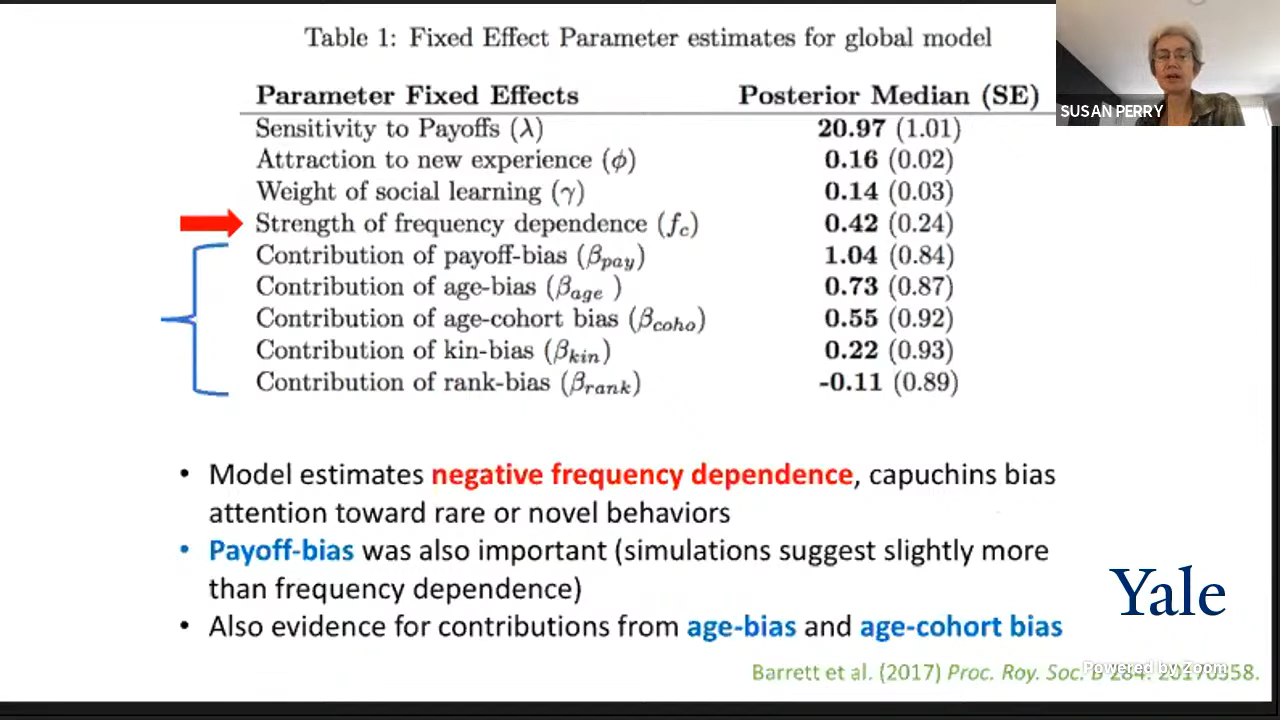 Table 1: Fixed Effect Parameter estimates for global model
Parameter Fixed Effects Posterior Median (SE)
Sensitivity to Payoffs (λ) 20.97 (1.01)
Attraction to new experience (ϕ) 0.16 (0.02)
Weight of social learning (γ) 0.14 (0.03)
Strength of frequency dependence (fc) 0.42 (0.24)
Contribution of payoff-bias (βpay) 1.04 (0.84)
Contribution of age-bias (βage ) 0.73 (0.87)
Contribution of age-cohort bias (βcoho) 0.55 (0.92)
Contribution of kin-bias (βkin) 0.22 (0.93)
Contribution of rank-bias (βrank) -0.11 (0.89)
SUSAN PERRY
• Model estimates negative frequency dependence, capuchins bias
attention toward rare or novel behaviors
• Payoff-bias was also important (simulations suggest slightly more
than frequency dependence)
• Also evidence for contributions from age-bias and age-cohort bias
Yale
Powered by Zoom
Barrett et al. (2017) Proc. Roy. Soc. B 284: 20170358.